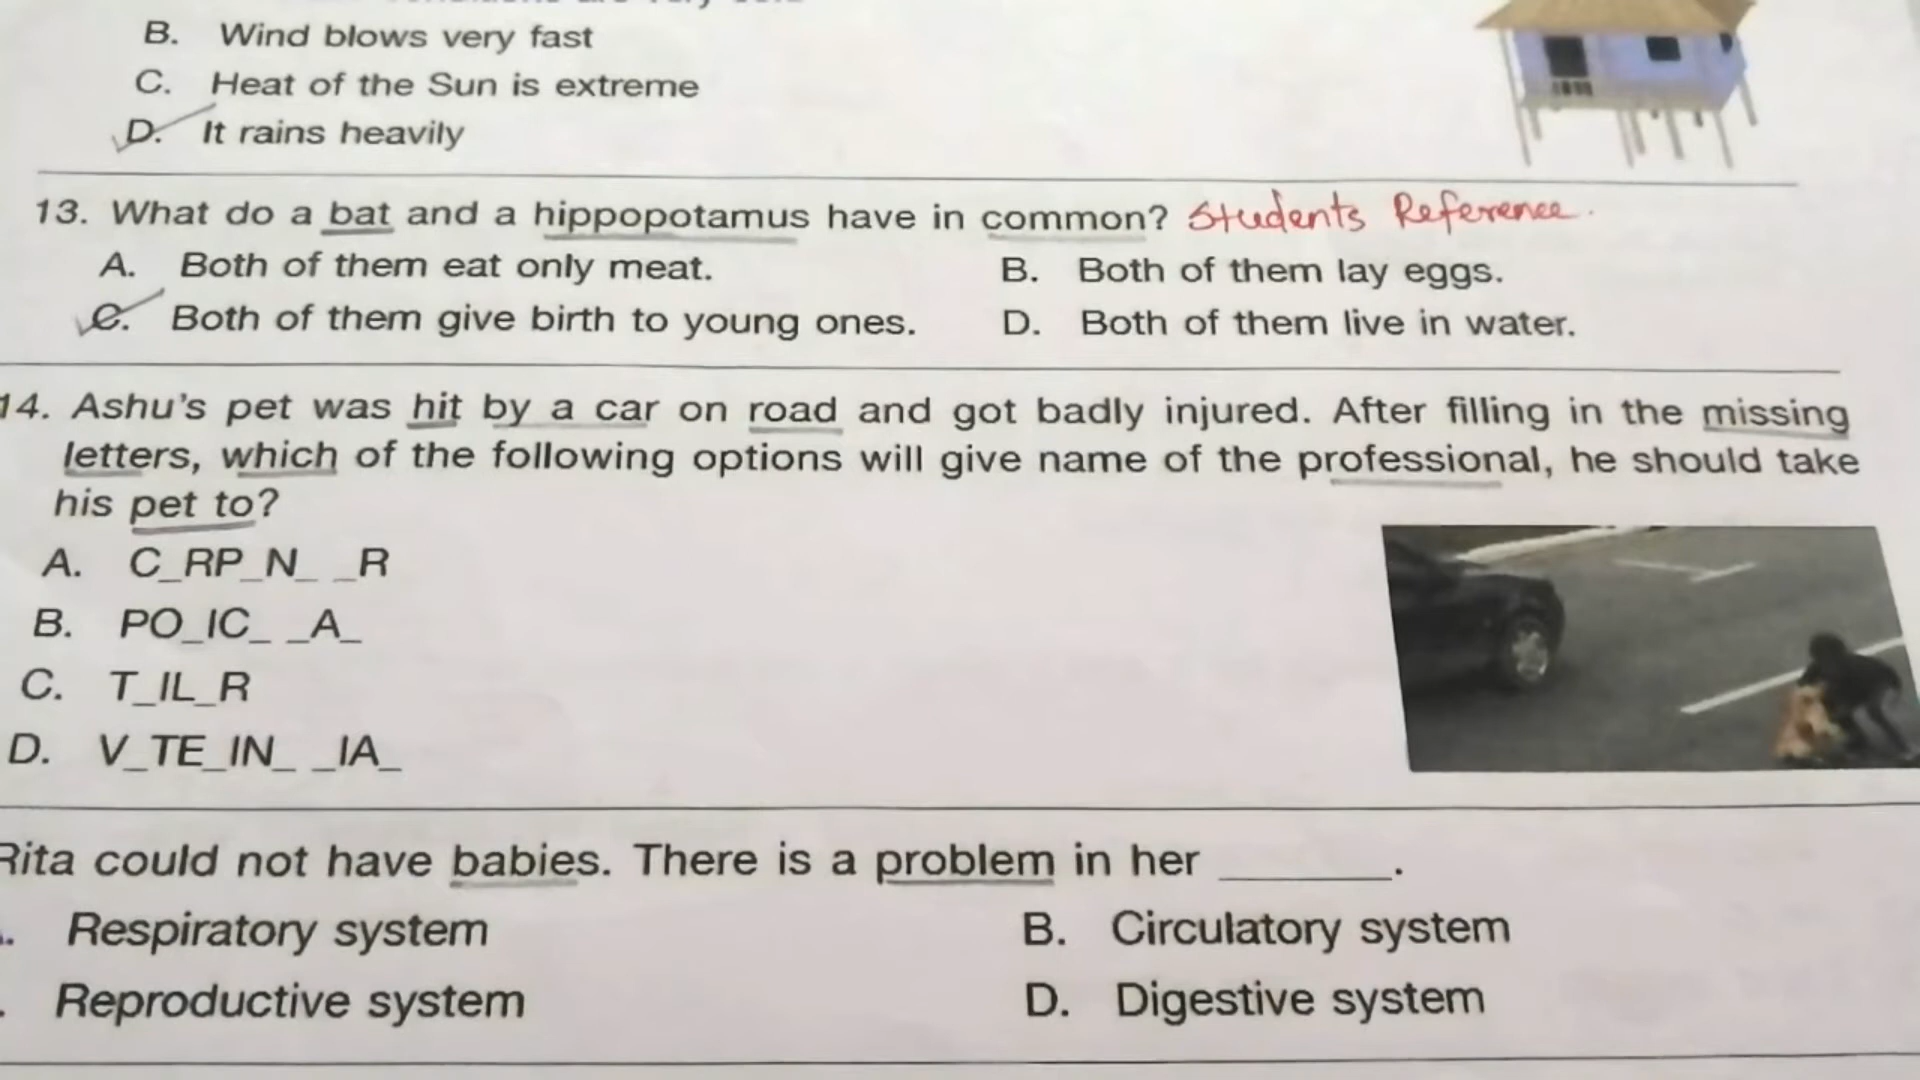 B. Wind blows very fast
C. Heat of the Sun is extreme
D. It rains heavily
13. What do a bat and a hippopotamus have in common? Students Reference.
A. Both of them eat only meat. B. Both of them lay eggs.
C. Both of them give birth to young ones. D. Both of them live in water.
14. Ashu's pet was hit by a car on road and got badly injured. After filling in the missing
letters, which of the following options will give name of the professional, he should take
his pet to?
A. C_RP_N_ _R
B. PO_IC_ _A_
C. T_IL_R
D. V_TE_IN_ _IA_
Rita could not have babies. There is a problem in her _______.
Respiratory system B. Circulatory system
Reproductive system D. Digestive system